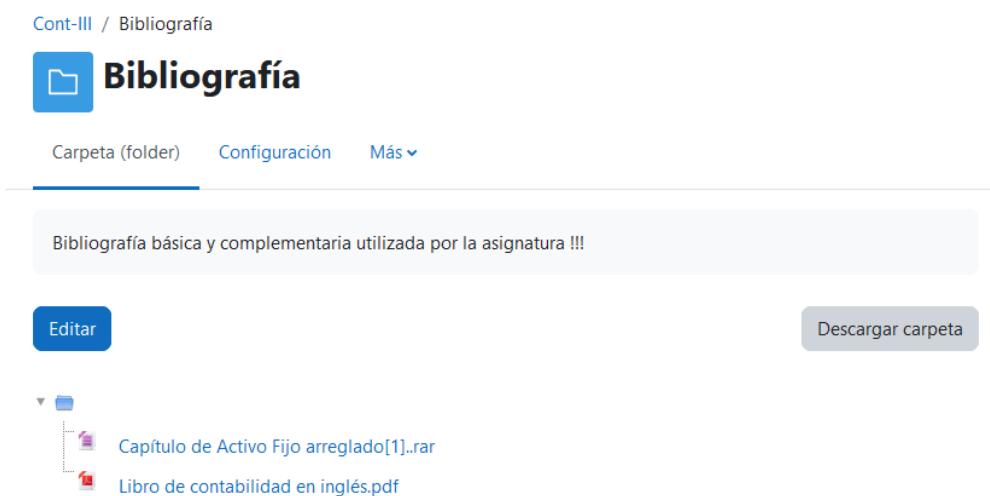 Cont-III / Bibliografía
Bibliografía
Carpeta (folder) Configuración Más
Bibliografía básica y complementaria utilizada por la asignatura !!!
Editar Descargar carpeta
Capítulo de Activo Fijo arreglado[1]..rar
Libro de contabilidad en inglés.pdf